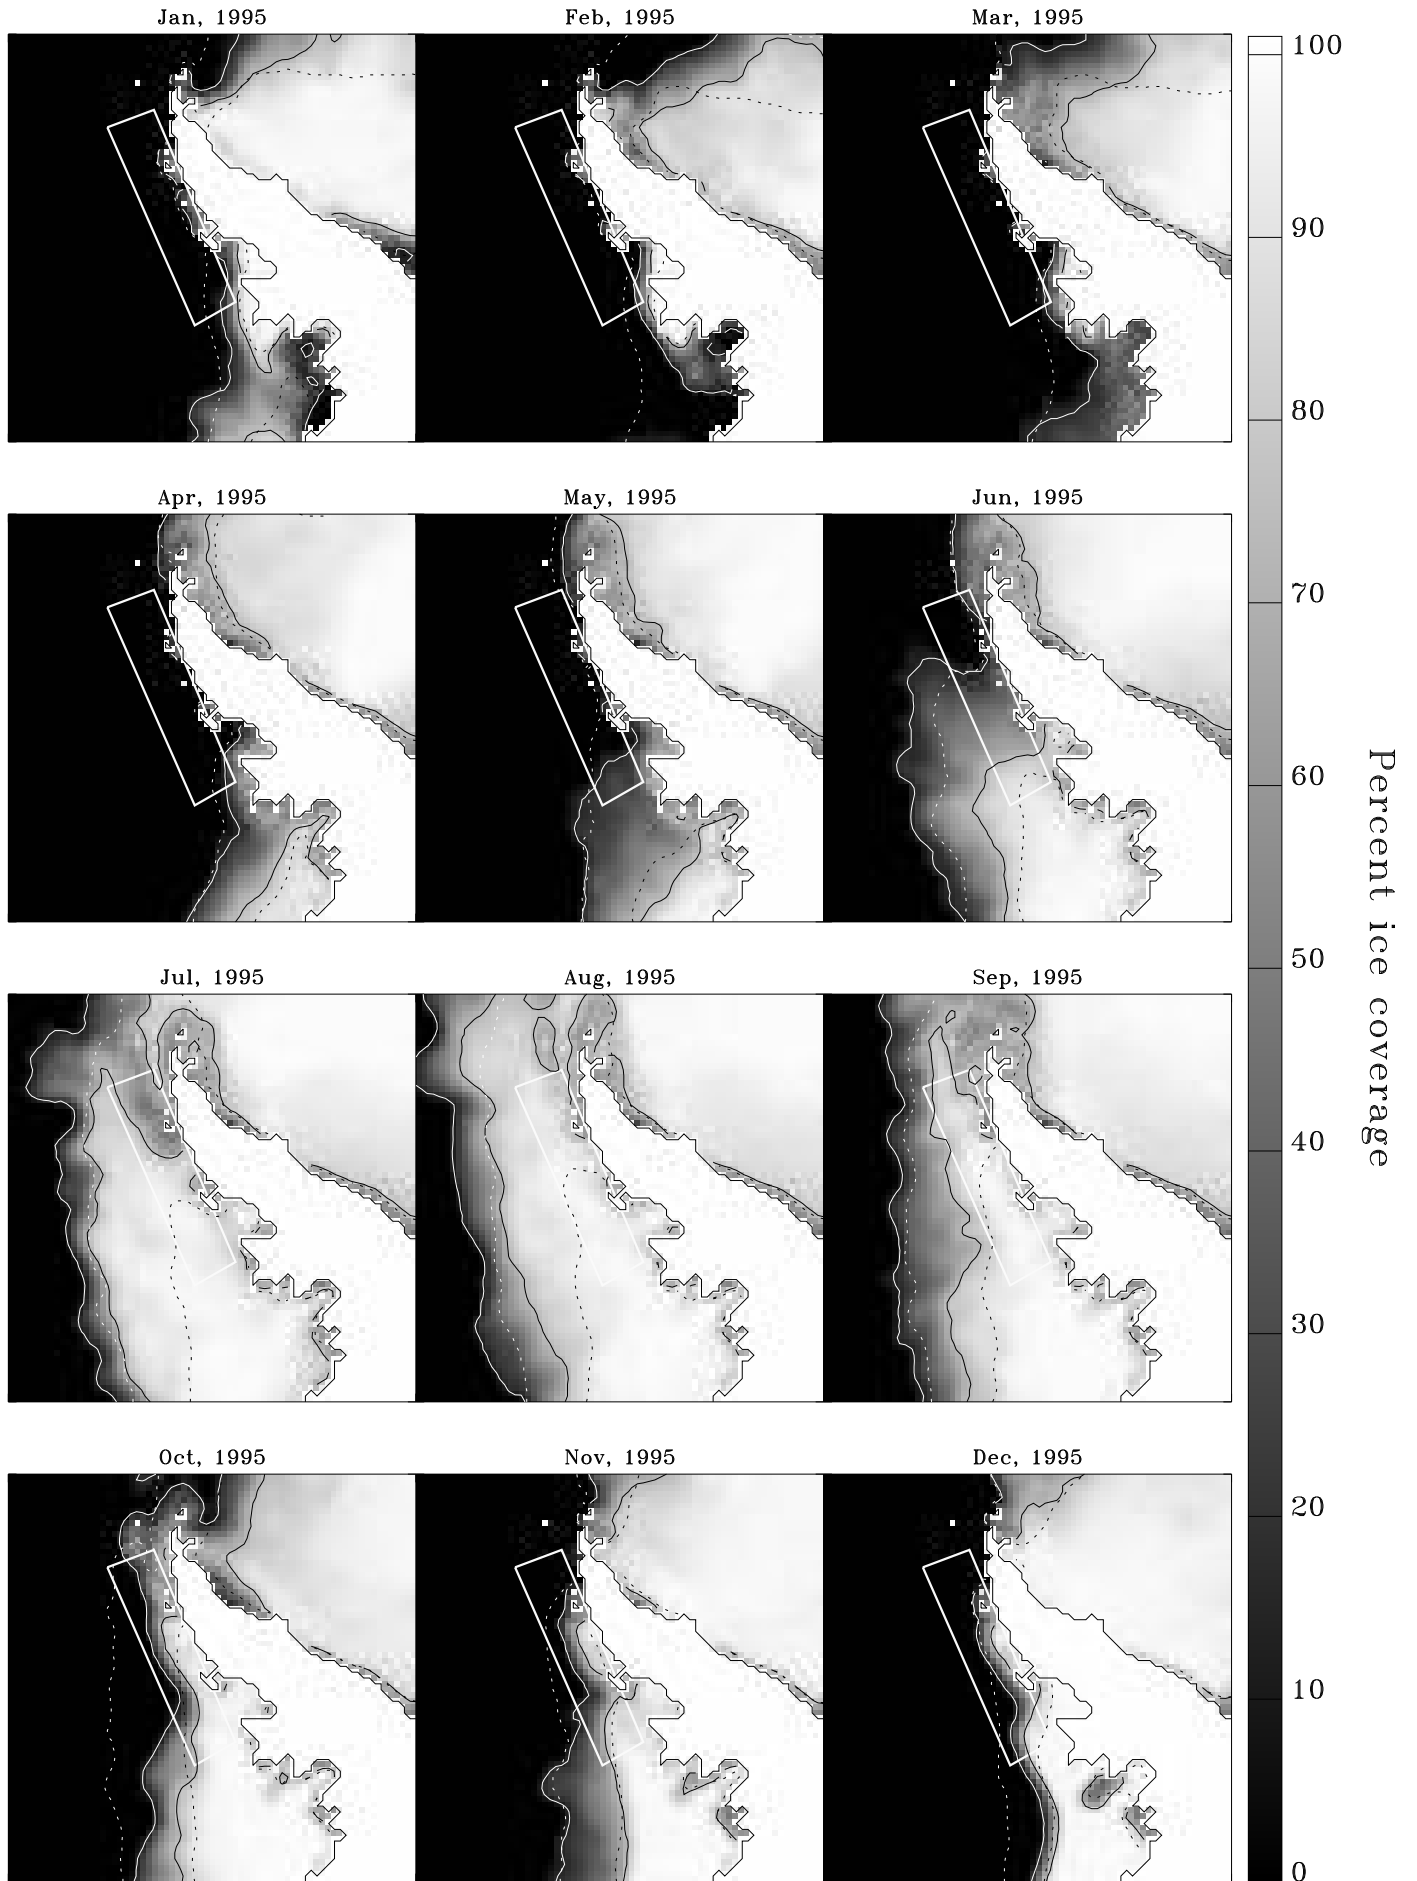 Jan, 1995
Feb, 1995
Mar, 1995
Apr, 1995
May, 1995
Jun, 1995
Jul, 1995
Aug, 1995
Sep, 1995
Oct, 1995
Nov, 1995
Dec, 1995
100
90
80
70
60
50
40
30
20
10
0
Percent ice coverage